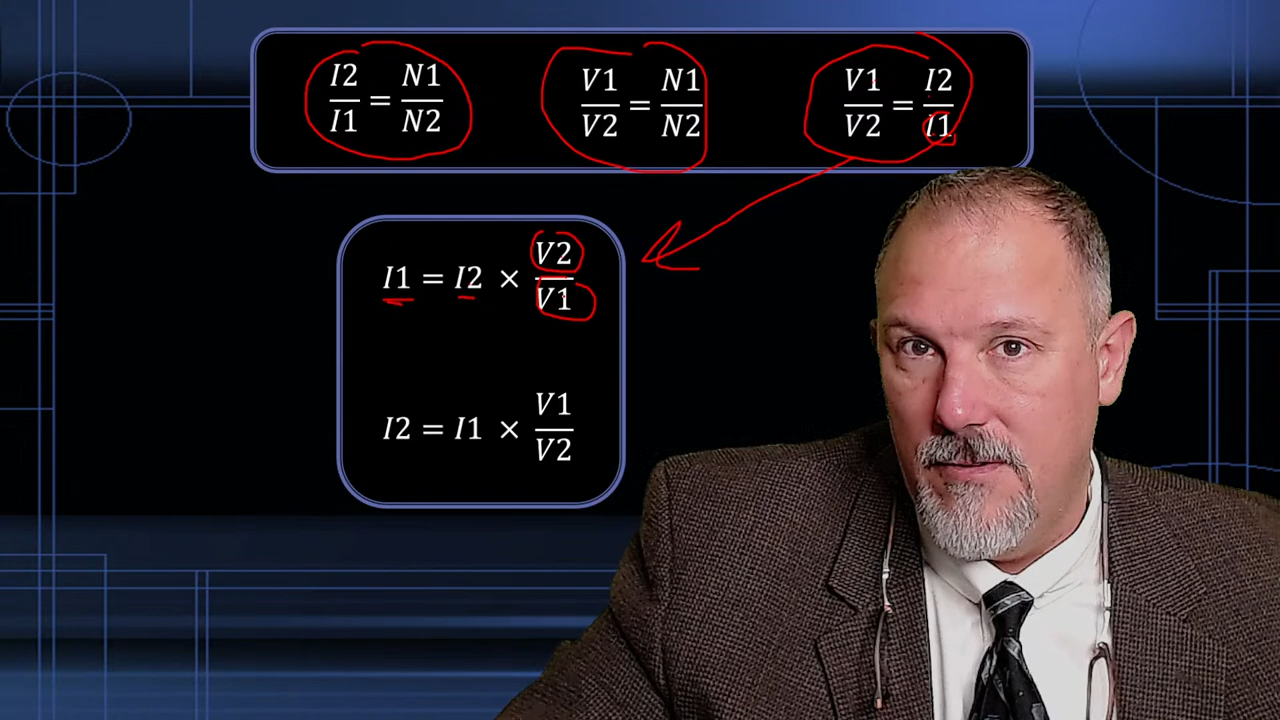 I2/I1 = N1/N2
V1/V2 = N1/N2
V1/V2 = I2/I1
I1 = I2 × V2/V1
I2 = I1 × V1/V2